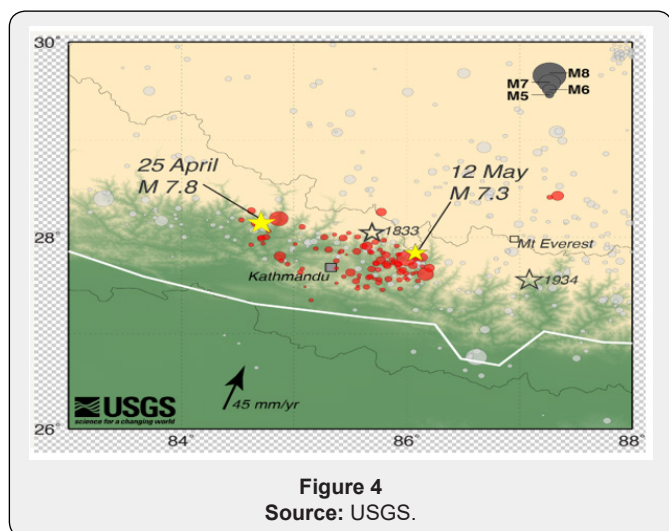 30°
M8
M7
M6
M5
25 April
M 7.8
12 May
M 7.3
1833
28
Mt Everest
Kathmandu
1934
45 mm/yr
USGS
science for a changing world
26°
84°
86°
88°
Figure 4
Source: USGS.